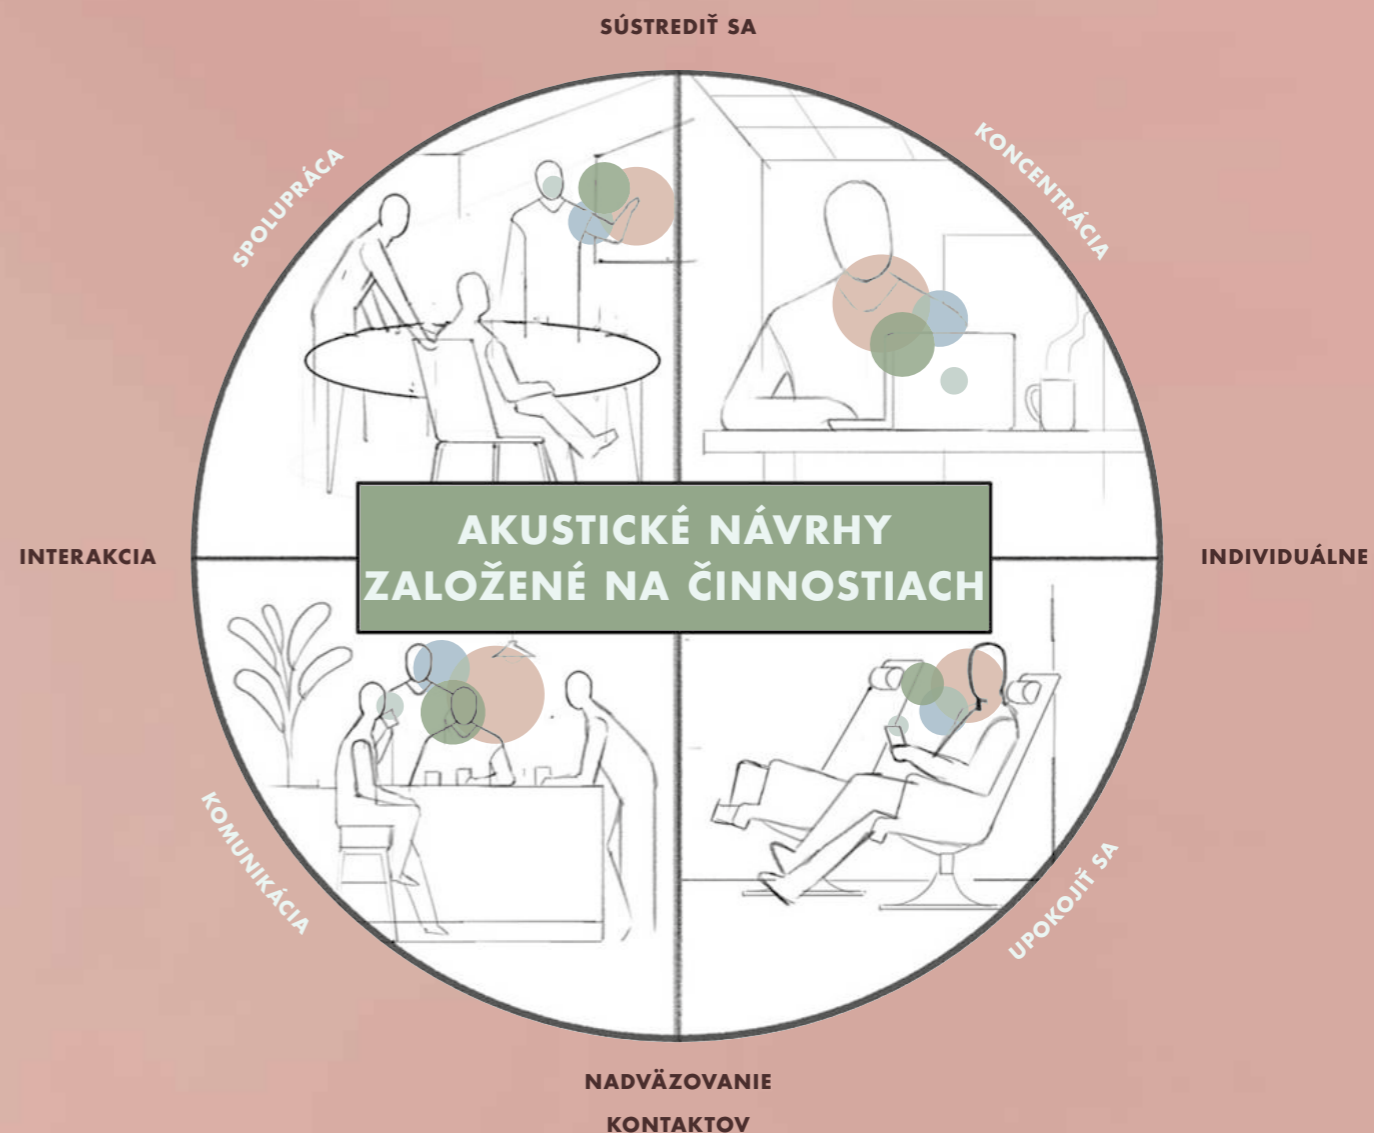 SÚSTREDIŤ SA
SPOLUPRÁCA
KONCENTRÁCIA
AKUSTICKÉ NÁVRHY
ZALOŽENÉ NA ČINNOSTIACH
INTERAKCIA
INDIVIDUÁLNE
KOMUNIKÁCIA
UPOKOJIŤ SA
NADVÄZOVANIE
KONTAKTOV